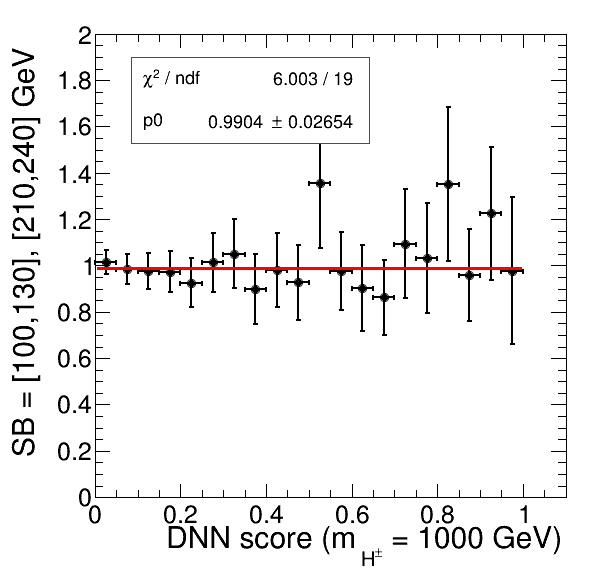 SB = [100,130], [210,240] GeV
χ² / ndf 6.003 / 19
p0 0.9904 ± 0.02654
2
1.8
1.6
1.4
1.2
1
0.8
0.6
0.4
0.2
0
0 0.2 0.4 0.6 0.8 1
DNN score (m_H± = 1000 GeV)